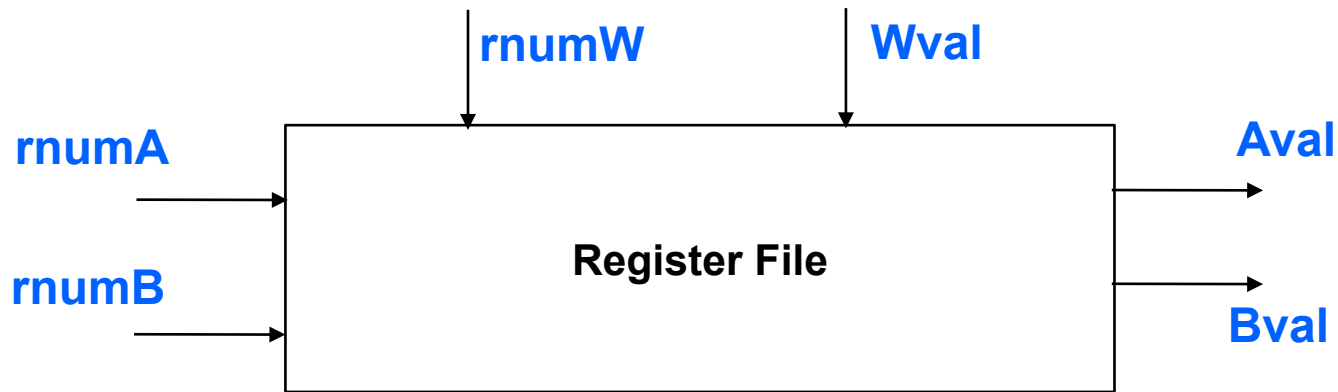 rnumW
Wval
rnumA
Aval
Register File
rnumB
Bval